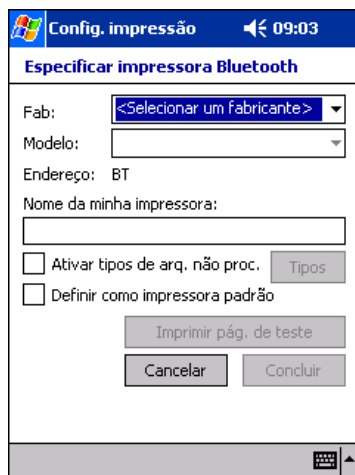 Config. impressão 09:03
Especificar impressora Bluetooth
Fab: <Selecionar um fabricante>
Modelo:
Endereço: BT
Nome da minha impressora:
Ativar tipos de arq. não proc. Tipos
Definir como impressora padrão
Imprimir pág. de teste
Cancelar Concluir